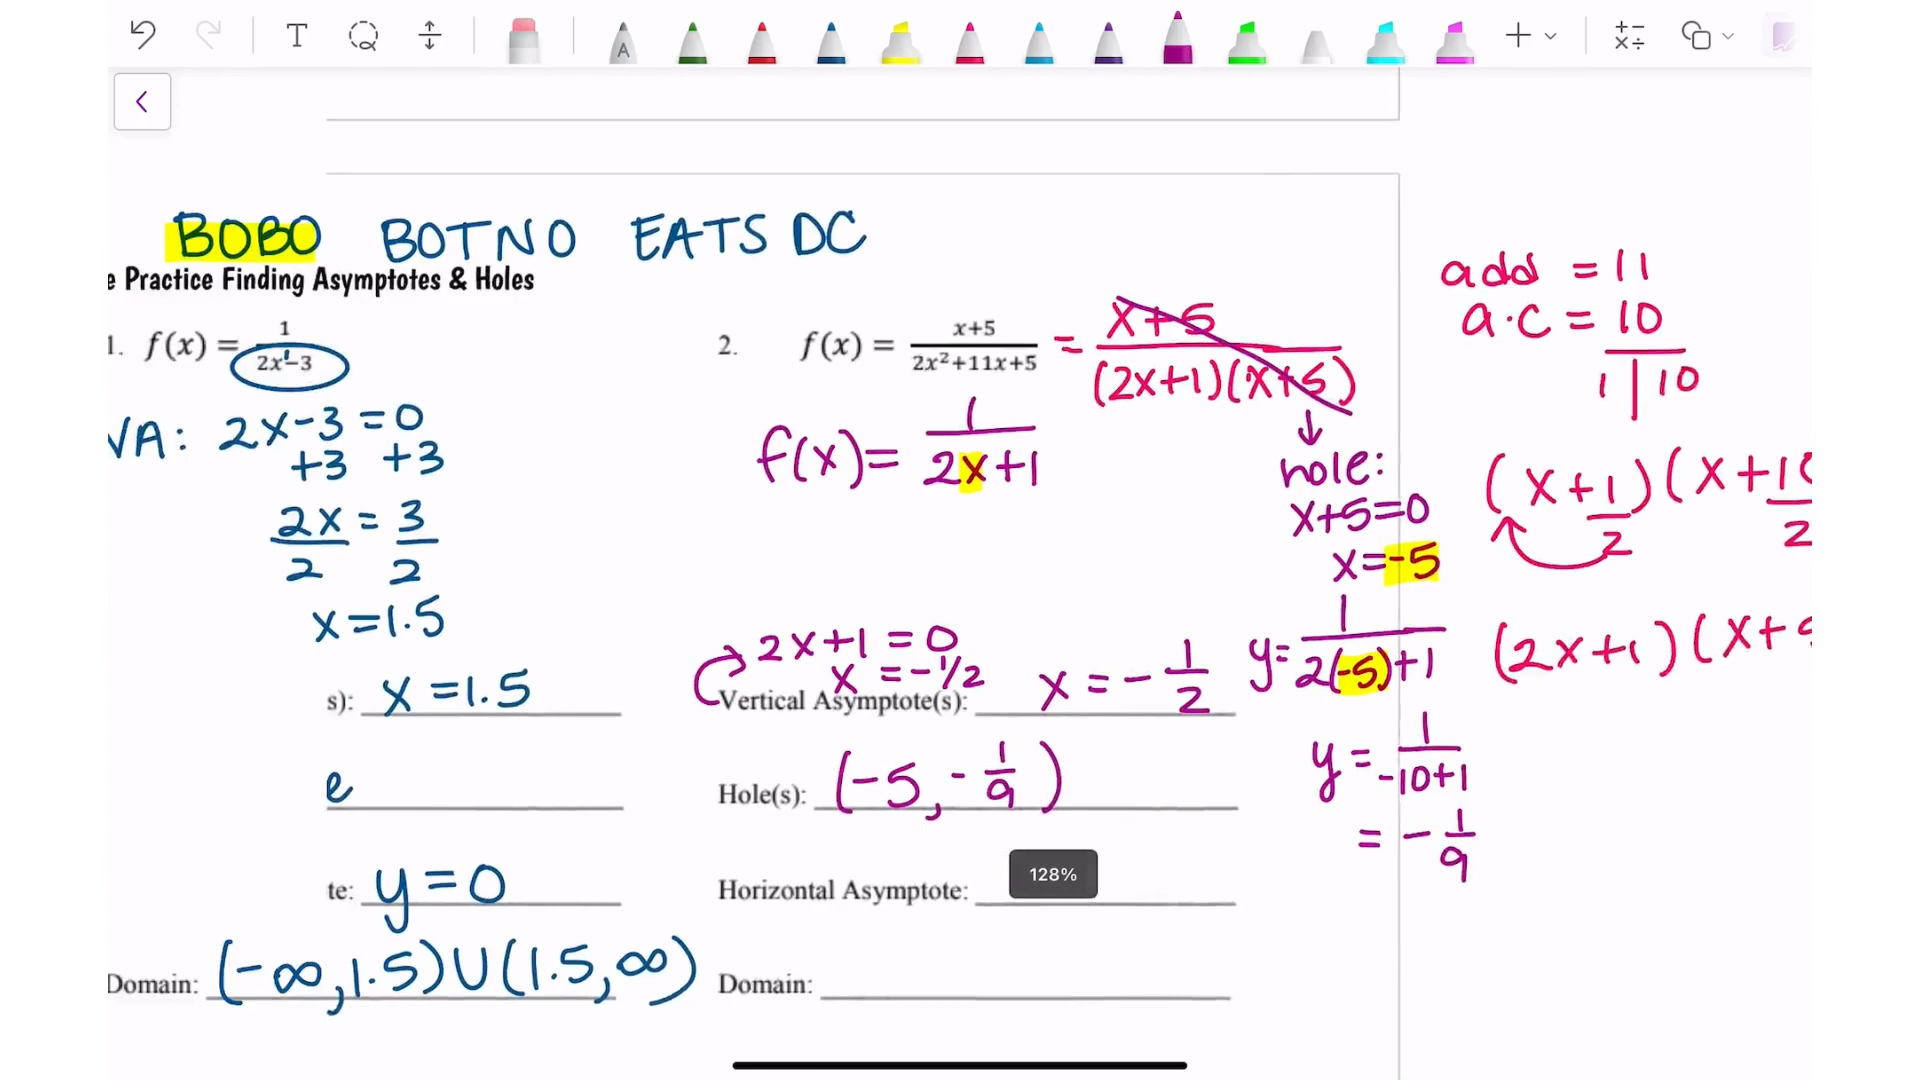 BOBO BOTNO EATS DC
e Practice Finding Asymptotes & Holes
1. f(x) = 1/(2x¹-3)
VA: 2x-3=0
+3 +3
2x/2 = 3/2
x=1.5
s): x=1.5
e
te: y=0
Domain: (-∞,1.5)∪(1.5,∞)
2. f(x) = (x+5)/(2x²+11x+5) = (x+5)/((2x+1)(x+5))
f(x)= 1/(2x+1)
hole:
x+5=0
x=-5
y= 1/(2(-5)+1)
y= 1/(-10+1)
= -1/9
2x+1=0
x=-1/2
Vertical Asymptote(s): x=-1/2
Hole(s): (-5, -1/9)
Horizontal Asymptote:
128%
Domain:
add = 11
a·c = 10
1 | 10
(x+1/2)(x+10/2
(2x+1)(x+5
T
A